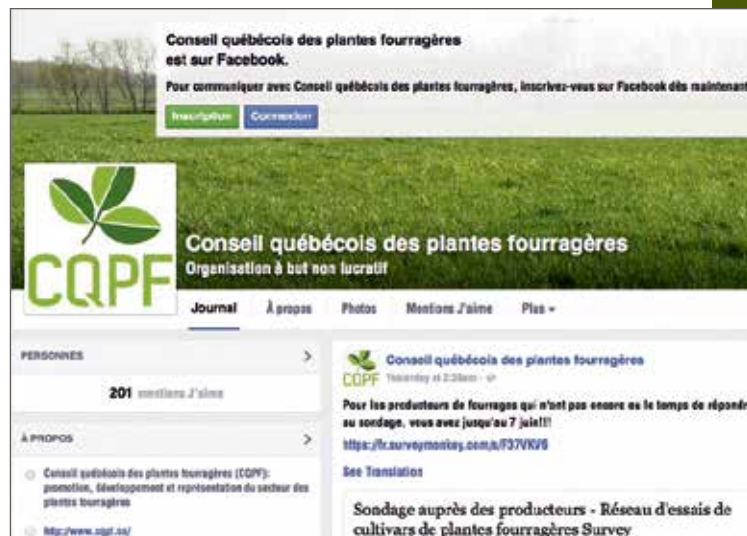 Conseil québécois des plantes fourragères
est sur Facebook.
Pour communiquer avec Conseil québécois des plantes fourragères, inscrivez-vous sur Facebook dès maintenant
Inscription Connexion
CQPF
Conseil québécois des plantes fourragères
Organisation à but non lucratif
Journal À propos Photos Mentions J'aime Plus
PERSONNES
201 mentions J'aime
À PROPOS
Conseil québécois des plantes fourragères (CQPF):
promotion, développement et représentation du secteur des
plantes fourragères
CQPF
Conseil québécois des plantes fourragères
Yesterday at
Pour les producteurs de fourrages qui n'ont pas encore eu le temps de répondr
au sondage, vous avez jusqu'au 7 juin!!!
https://fr.surveymonkey.com/s/F37VKV6
See Translation
Sondage auprès des producteurs - Réseau d'essais de
cultivars de plantes fourragères Survey